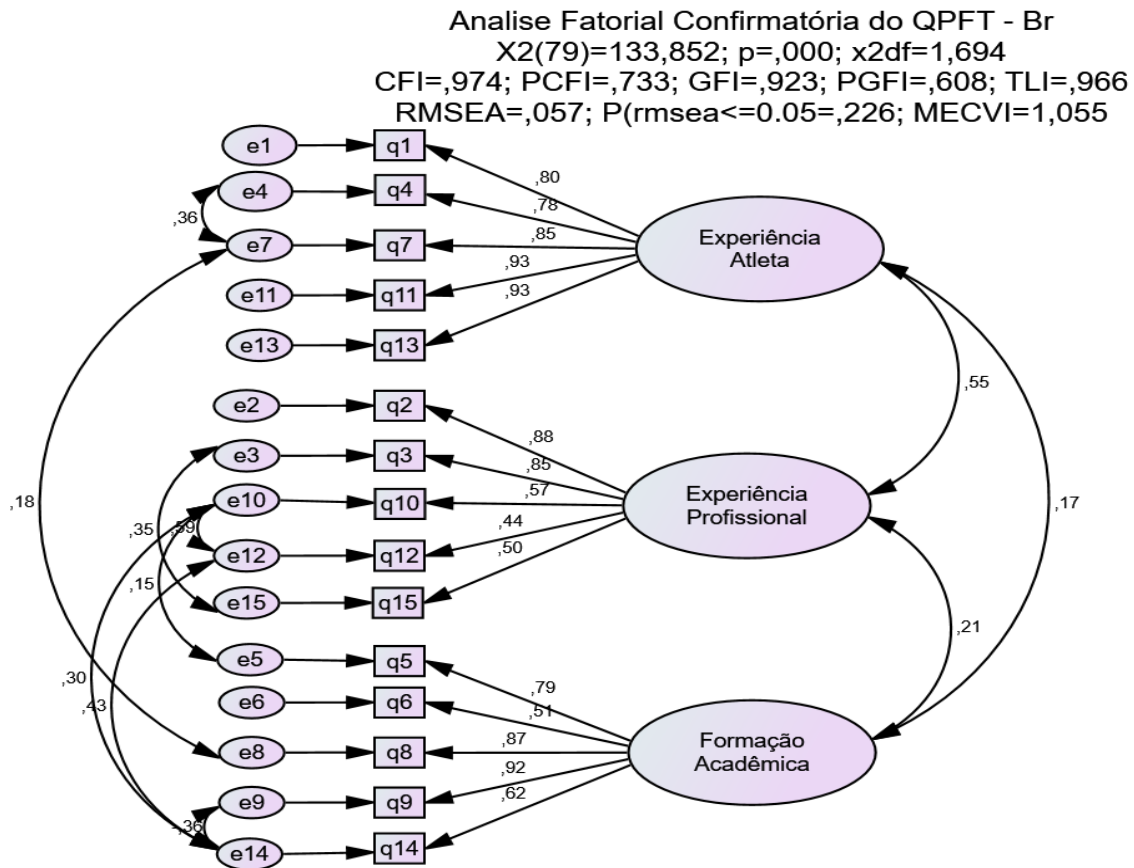 Analise Fatorial Confirmatória do QPFT - Br
X2(79)=133,852; p=,000; x2df=1,694
CFI=,974; PCFI=,733; GFI=,923; PGFI=,608; TLI=,966
RMSEA=,057; P(rmsea<=0.05=,226; MECVI=1,055
e1
q1
,80
e4
q4
,78
,36
e7
q7
,85
Experiência
Atleta
e11
q11
,93
e13
q13
,93
,55
e2
q2
,88
e3
q3
,85
,18
,35
e10
q10
,57
Experiência
Profissional
,17
,59
e12
q12
,44
,15
e15
q15
,50
,21
e5
q5
,79
,30
e6
q6
,51
,43
e8
q8
,87
Formação
Acadêmica
e9
q9
,92
-,36
e14
q14
,62